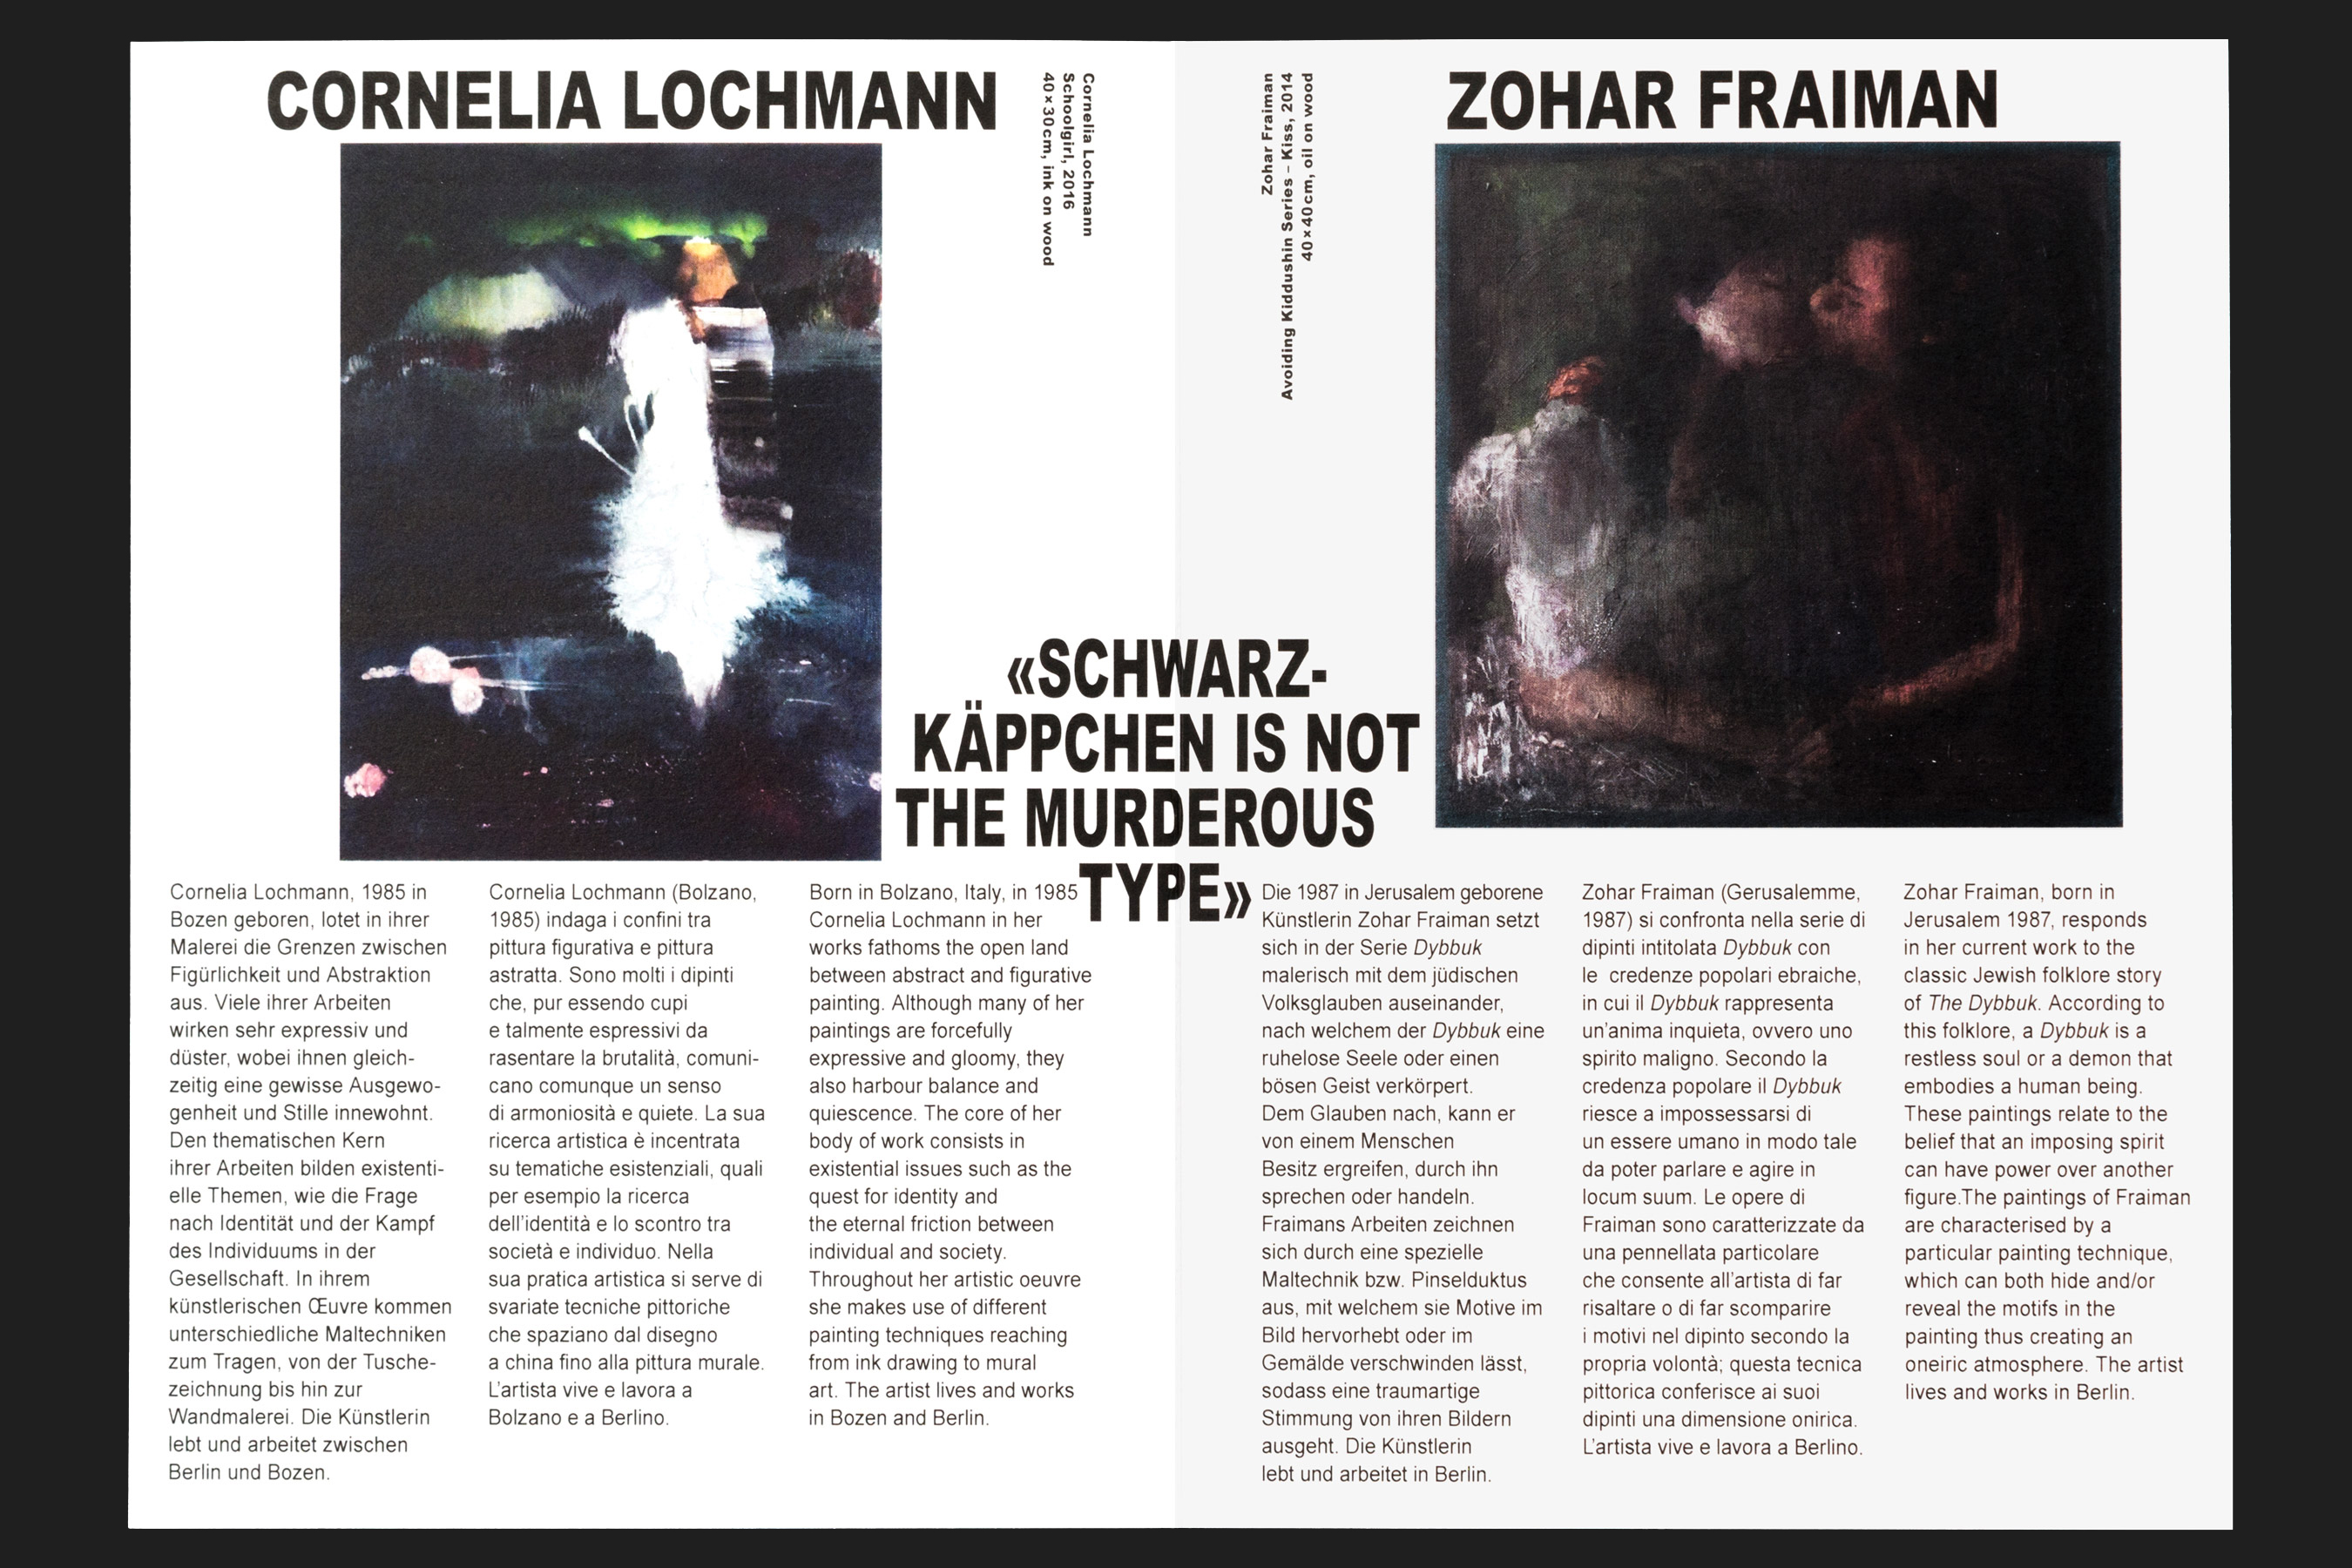 CORNELIA LOCHMANN
Cornelia Lochmann
Schoolgirl, 2016
40×30cm, ink on wood
Zohar Fraiman
Avoiding Kiddushin Series – Kiss, 2014
40×40cm, oil on wood
ZOHAR FRAIMAN
«SCHWARZ-
KÄPPCHEN IS NOT
THE MURDEROUS
TYPE»
Cornelia Lochmann, 1985 in
Bozen geboren, lotet in ihrer
Malerei die Grenzen zwischen
Figürlichkeit und Abstraktion
aus. Viele ihrer Arbeiten
wirken sehr expressiv und
düster, wobei ihnen gleich-
zeitig eine gewisse Ausgewo-
genheit und Stille innewohnt.
Den thematischen Kern
ihrer Arbeiten bilden existenti-
elle Themen, wie die Frage
nach Identität und der Kampf
des Individuums in der
Gesellschaft. In ihrem
künstlerischen Œuvre kommen
unterschiedliche Maltechniken
zum Tragen, von der Tusche-
zeichnung bis hin zur
Wandmalerei. Die Künstlerin
lebt und arbeitet zwischen
Berlin und Bozen.
Cornelia Lochmann (Bolzano,
1985) indaga i confini tra
pittura figurativa e pittura
astratta. Sono molti i dipinti
che, pur essendo cupi
e talmente espressivi da
rasentare la brutalità, comuni-
cano comunque un senso
di armoniosità e quiete. La sua
ricerca artistica è incentrata
su tematiche esistenziali, quali
per esempio la ricerca
dell'identità e lo scontro tra
società e individuo. Nella
sua pratica artistica si serve di
svariate tecniche pittoriche
che spaziano dal disegno
a china fino alla pittura murale.
L'artista vive e lavora a
Bolzano e a Berlino.
Born in Bolzano, Italy, in 1985
Cornelia Lochmann in her
works fathoms the open land
between abstract and figurative
painting. Although many of her
paintings are forcefully
expressive and gloomy, they
also harbour balance and
quiescence. The core of her
body of work consists in
existential issues such as the
quest for identity and
the eternal friction between
individual and society.
Throughout her artistic oeuvre
she makes use of different
painting techniques reaching
from ink drawing to mural
art. The artist lives and works
in Bozen and Berlin.
Die 1987 in Jerusalem geborene
Künstlerin Zohar Fraiman setzt
sich in der Serie Dybbuk
malerisch mit dem jüdischen
Volksglauben auseinander,
nach welchem der Dybbuk eine
ruhelose Seele oder einen
bösen Geist verkörpert.
Dem Glauben nach, kann er
von einem Menschen
Besitz ergreifen, durch ihn
sprechen oder handeln.
Fraimans Arbeiten zeichnen
sich durch eine spezielle
Maltechnik bzw. Pinselduktus
aus, mit welchem sie Motive im
Bild hervorhebt oder im
Gemälde verschwinden lässt,
sodass eine traumartige
Stimmung von ihren Bildern
ausgeht. Die Künstlerin
lebt und arbeitet in Berlin.
Zohar Fraiman (Gerusalemme,
1987) si confronta nella serie di
dipinti intitolata Dybbuk con
le credenze popolari ebraiche,
in cui il Dybbuk rappresenta
un'anima inquieta, ovvero uno
spirito maligno. Secondo la
credenza popolare il Dybbuk
riesce a impossessarsi di
un essere umano in modo tale
da poter parlare e agire in
locum suum. Le opere di
Fraiman sono caratterizzate da
una pennellata particolare
che consente all'artista di far
risaltare o di far scomparire
i motivi nel dipinto secondo la
propria volontà; questa tecnica
pittorica conferisce ai suoi
dipinti una dimensione onirica.
L'artista vive e lavora a Berlino.
Zohar Fraiman, born in
Jerusalem 1987, responds
in her current work to the
classic Jewish folklore story
of The Dybbuk. According to
this folklore, a Dybbuk is a
restless soul or a demon that
embodies a human being.
These paintings relate to the
belief that an imposing spirit
can have power over another
figure.The paintings of Fraiman
are characterised by a
particular painting technique,
which can both hide and/or
reveal the motifs in the
painting thus creating an
oneiric atmosphere. The artist
lives and works in Berlin.